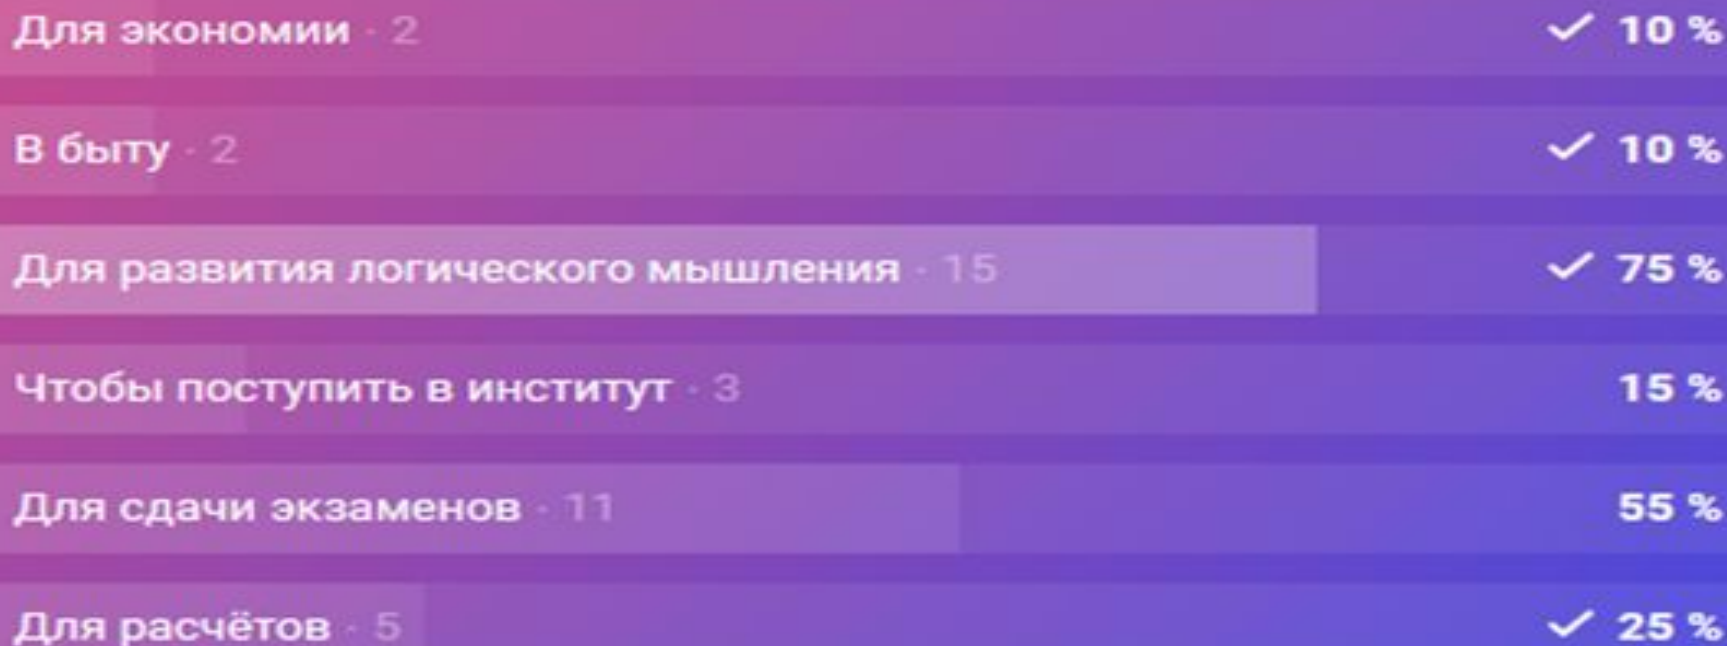 Для экономии · 2 ✓ 10 %
В быту · 2 ✓ 10 %
Для развития логического мышления · 15 ✓ 75 %
Чтобы поступить в институт · 3 15 %
Для сдачи экзаменов · 11 55 %
Для расчётов · 5 ✓ 25 %